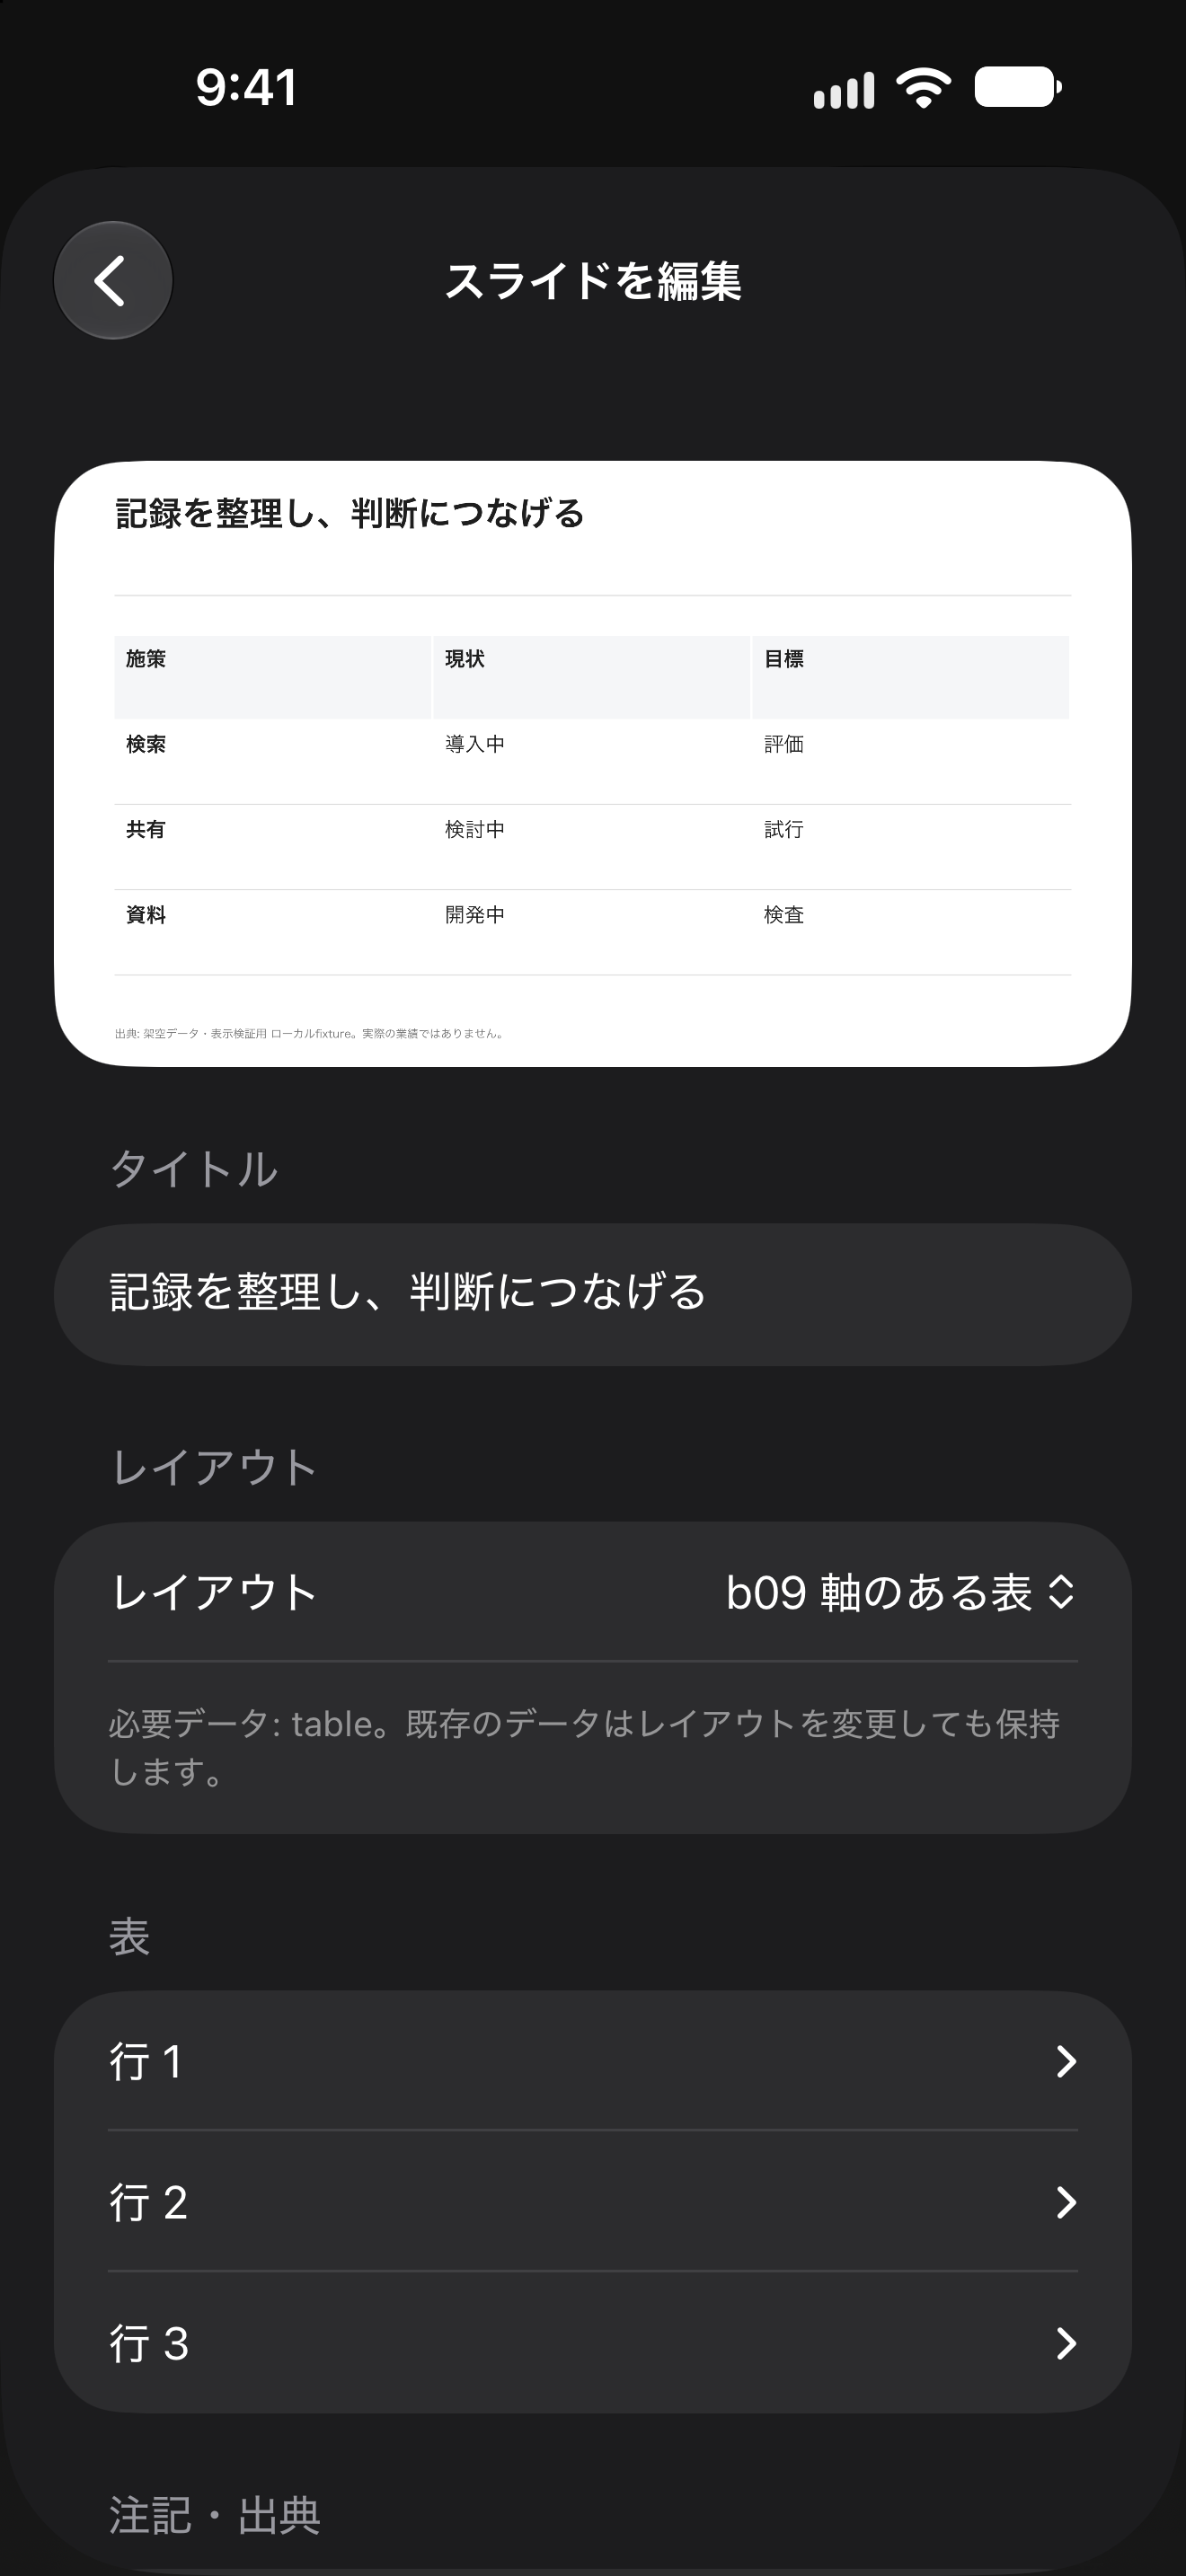 9:41
スライドを編集
記録を整理し、判断につなげる
施策 現状 目標
検索 導入中 評価
共有 検討中 試行
資料 開発中 検査
出典: 架空データ・表示検証用 ローカルfixture。実際の業績ではありません。
タイトル
記録を整理し、判断につなげる
レイアウト
レイアウト b09 軸のある表
必要データ: table。既存のデータはレイアウトを変更しても保持
します。
表
行 1
行 2
行 3
注記・出典